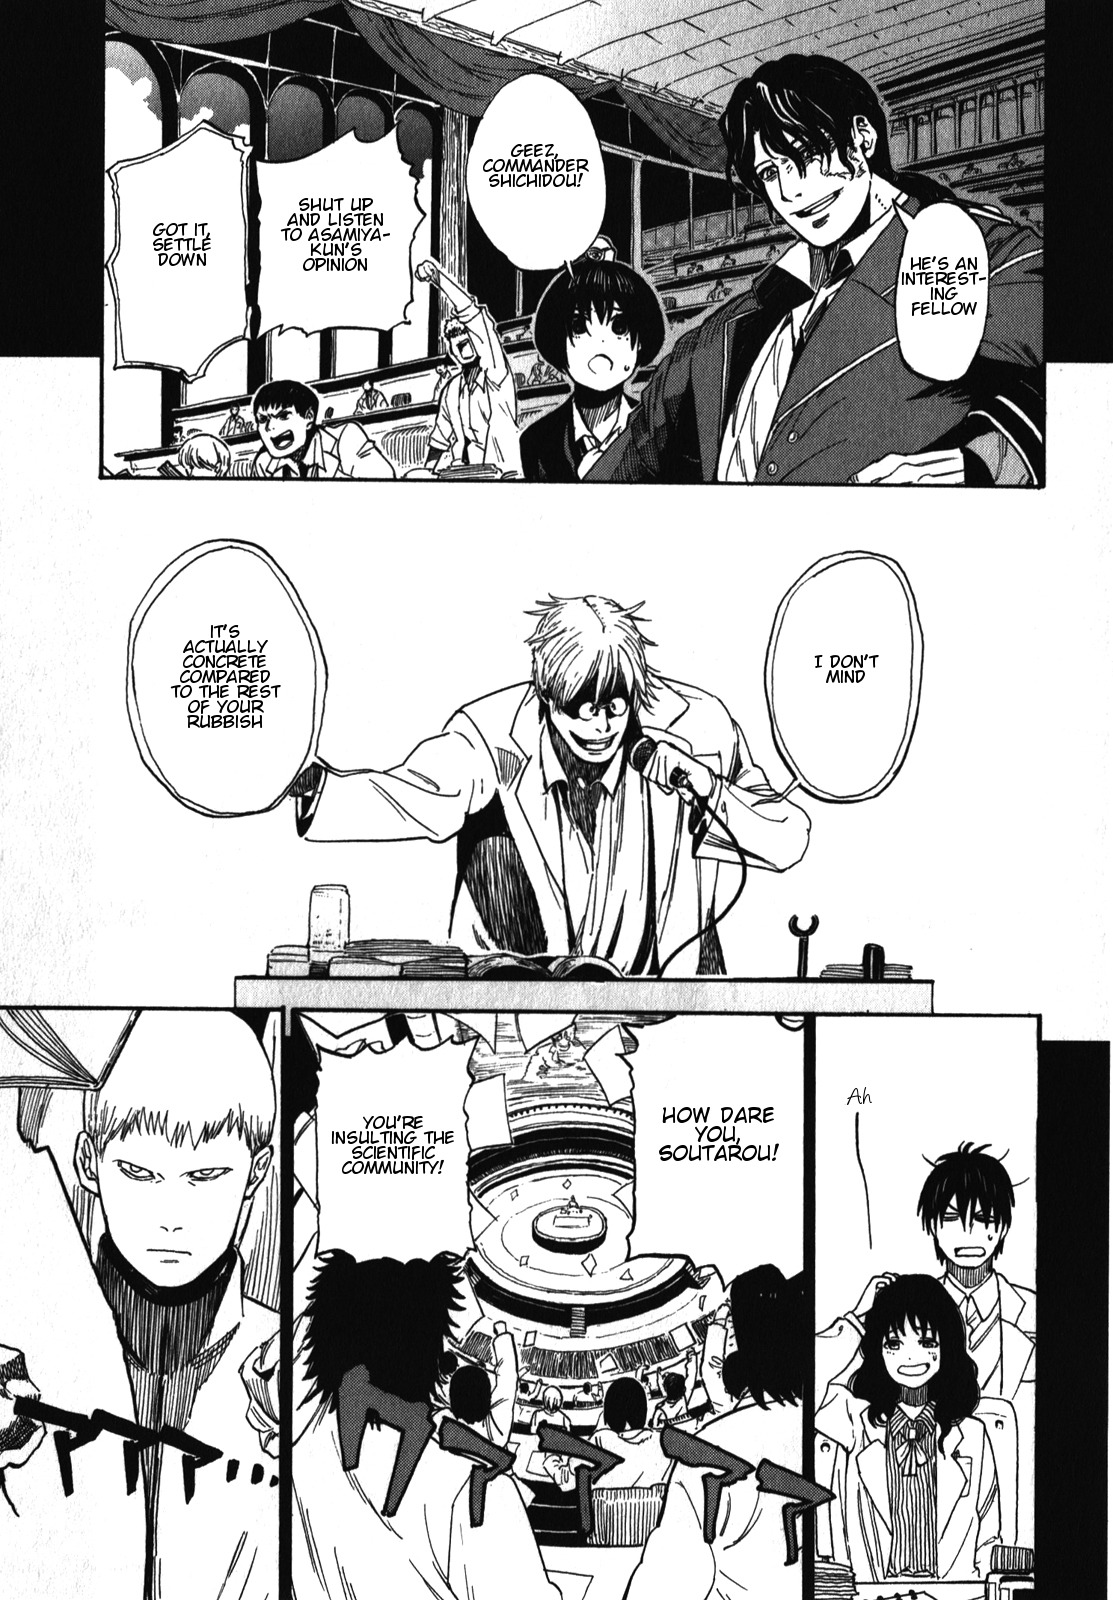 HE'S AN
INTEREST-
ING
FELLOW
GEEZ,
COMMANDER
SHICHIDOU!
SHUT UP
AND LISTEN
TO ASAMIYA-
KUN'S
OPINION
GOT IT,
SETTLE
DOWN
I DON'T
MIND
IT'S
ACTUALLY
CONCRETE
COMPARED
TO THE REST
OF YOUR
RUBBISH
Ah
HOW DARE
YOU,
SOUTAROU!
YOU'RE
INSULTING THE
SCIENTIFIC
COMMUNITY!